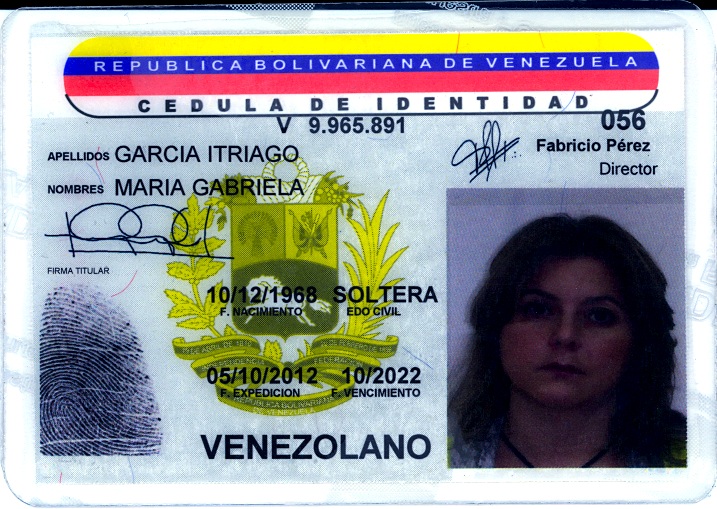 REPUBLICA BOLIVARIANA DE VENEZUELA
CEDULA DE IDENTIDAD
V 9.965.891
056
APELLIDOS GARCIA ITRIAGO
Fabricio Pérez
Director
NOMBRES MARIA GABRIELA
FIRMA TITULAR
10/12/1968 SOLTERA
F. NACIMIENTO EDO CIVIL
05/10/2012 10/2022
F. EXPEDICION F. VENCIMIENTO
VENEZOLANO